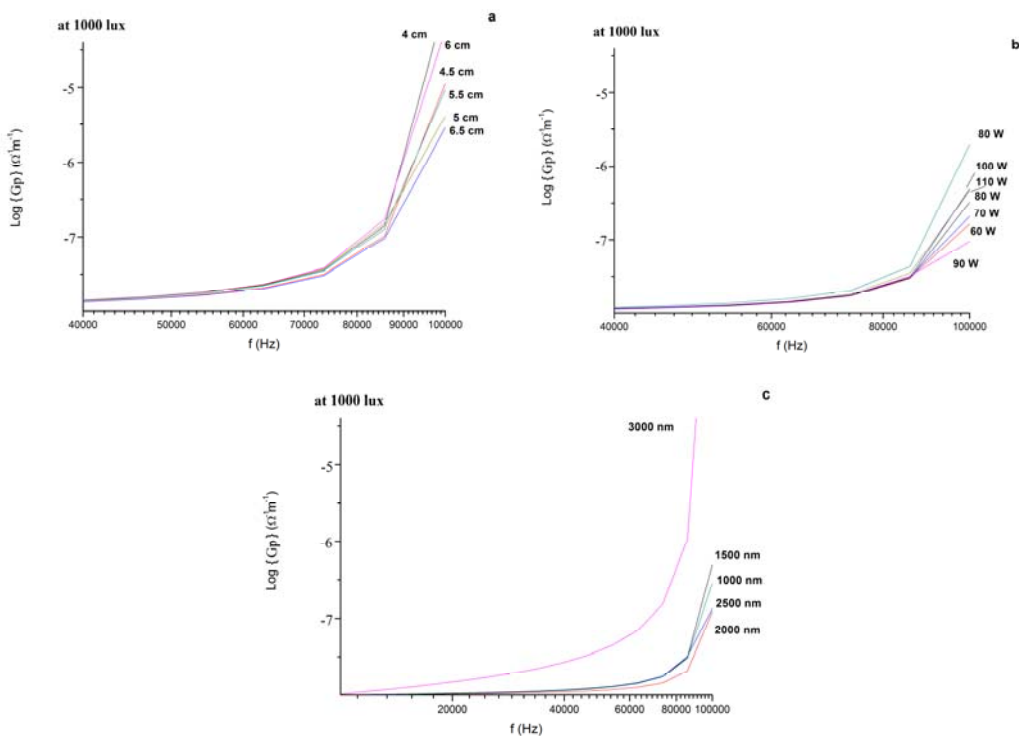 at 1000 lux
a
4 cm
6 cm
4.5 cm
5.5 cm
5 cm
6.5 cm
-5
-6
-7
Log {Gp} (Ω⁻¹m⁻¹)
40000 50000 60000 70000 80000 90000 100000
f (Hz)
at 1000 lux
b
80 W
100 W
110 W
80 W
70 W
60 W
90 W
-5
-6
-7
Log {Gp} (Ω⁻¹m⁻¹)
40000 60000 80000 100000
f (Hz)
at 1000 lux
c
3000 nm
1500 nm
1000 nm
2500 nm
2000 nm
-5
-6
-7
Log {Gp} (Ω⁻¹m⁻¹)
20000 40000 60000 80000 100000
f (Hz)